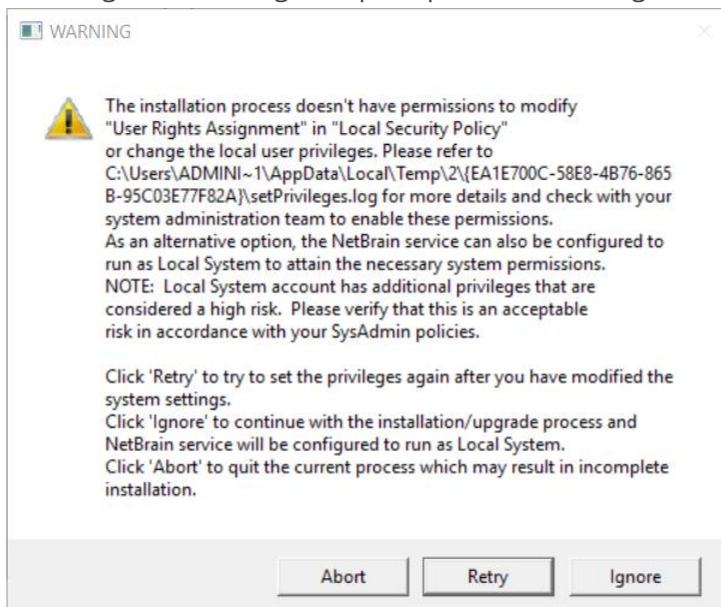 WARNING
The installation process doesn't have permissions to modify
"User Rights Assignment" in "Local Security Policy"
or change the local user privileges. Please refer to
C:\Users\ADMINI~1\AppData\Local\Temp\2\{EA1E700C-58E8-4B76-865
B-95C03E77F82A}\setPrivileges.log for more details and check with your
system administration team to enable these permissions.
As an alternative option, the NetBrain service can also be configured to
run as Local System to attain the necessary system permissions.
NOTE:  Local System account has additional privileges that are
considered a high risk.  Please verify that this is an acceptable
risk in accordance with your SysAdmin policies.
Click 'Retry' to try to set the privileges again after you have modified the
system settings.
Click 'Ignore' to continue with the installation/upgrade process and
NetBrain service will be configured to run as Local System.
Click 'Abort' to quit the current process which may result in incomplete
installation.
Abort Retry Ignore